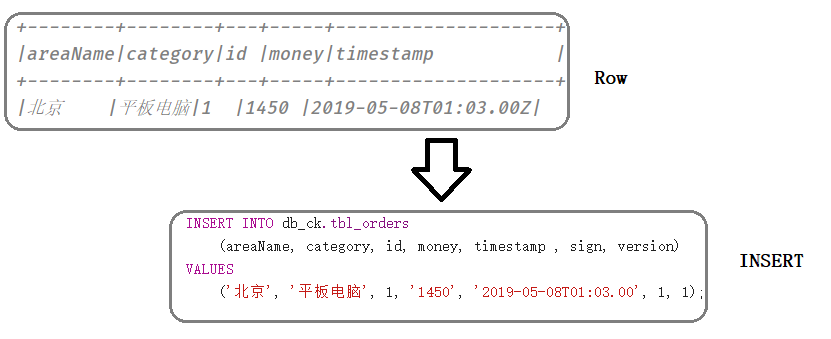 +--------+--------+---+-----+--------------------+
|areaName|category|id |money|timestamp           |
+--------+--------+---+-----+--------------------+
|北京    |平板电脑|1  |1450 |2019-05-08T01:03.00Z|
Row
INSERT INTO db_ck.tbl_orders
(areaName, category, id, money, timestamp , sign, version)
VALUES
('北京', '平板电脑', 1, '1450', '2019-05-08T01:03.00', 1, 1);
INSERT